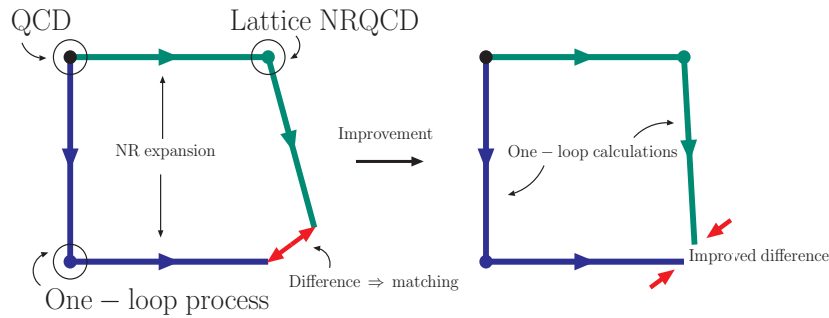 QCD
Lattice NRQCD
Improvement
NR expansion
One – loop calculations
Improved difference
Difference ⇒ matching
One – loop process